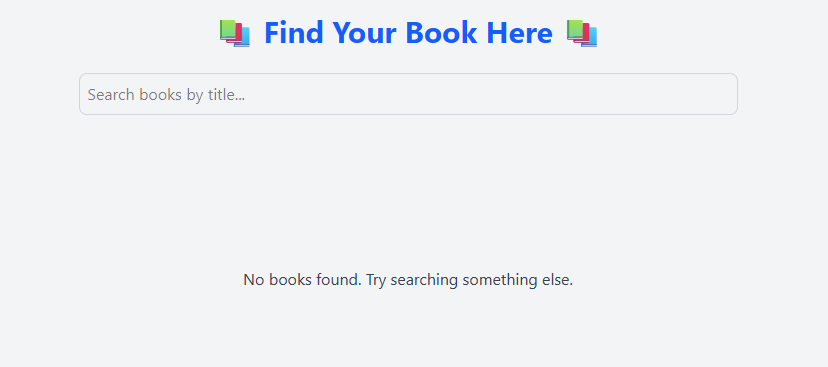 📚 Find Your Book Here 📚
Search books by title...
No books found. Try searching something else.